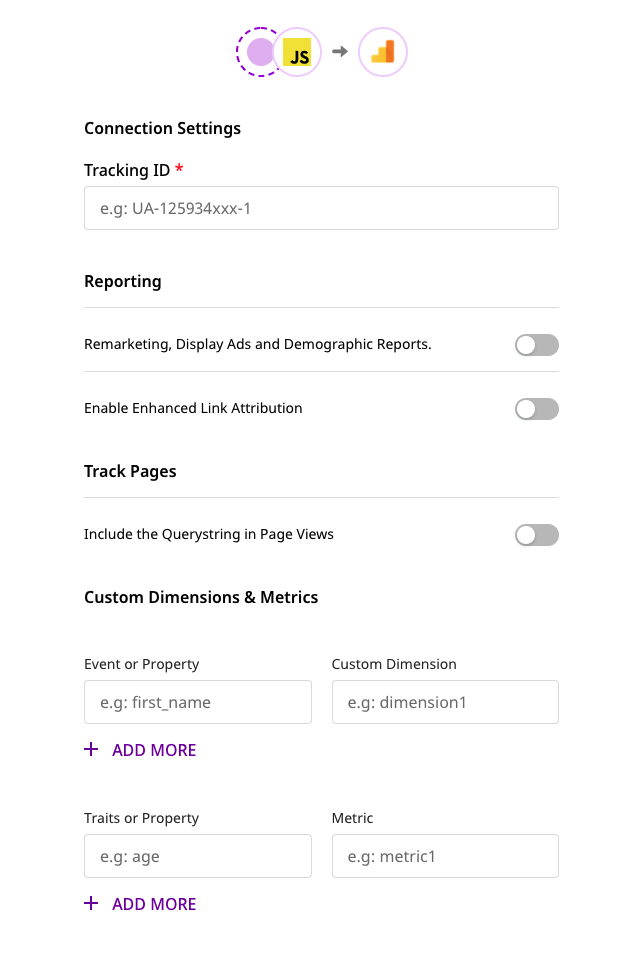 JS
Connection Settings
Tracking ID *
e.g: UA-125934xxx-1
Reporting
Remarketing, Display Ads and Demographic Reports.
Enable Enhanced Link Attribution
Track Pages
Include the Querystring in Page Views
Custom Dimensions & Metrics
Event or Property
Custom Dimension
e.g: first_name
e.g: dimension1
+ ADD MORE
Traits or Property
Metric
e.g: age
e.g: metric1
+ ADD MORE